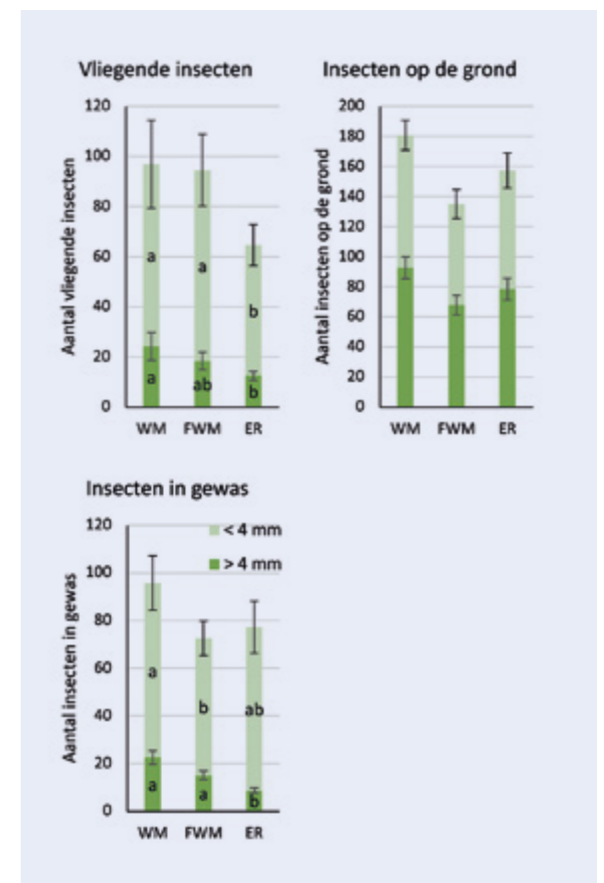 Vliegende insecten
Aantal vliegende insecten
120
100
80
60
40
20
0
a
a
b
a
ab
b
WM FWM ER
Insecten op de grond
Aantal insecten op de grond
200
180
160
140
120
100
80
60
40
20
0
WM FWM ER
Insecten in gewas
Aantal insecten in gewas
120
100
80
60
40
20
0
< 4 mm
> 4 mm
a
b
ab
a
a
b
WM FWM ER